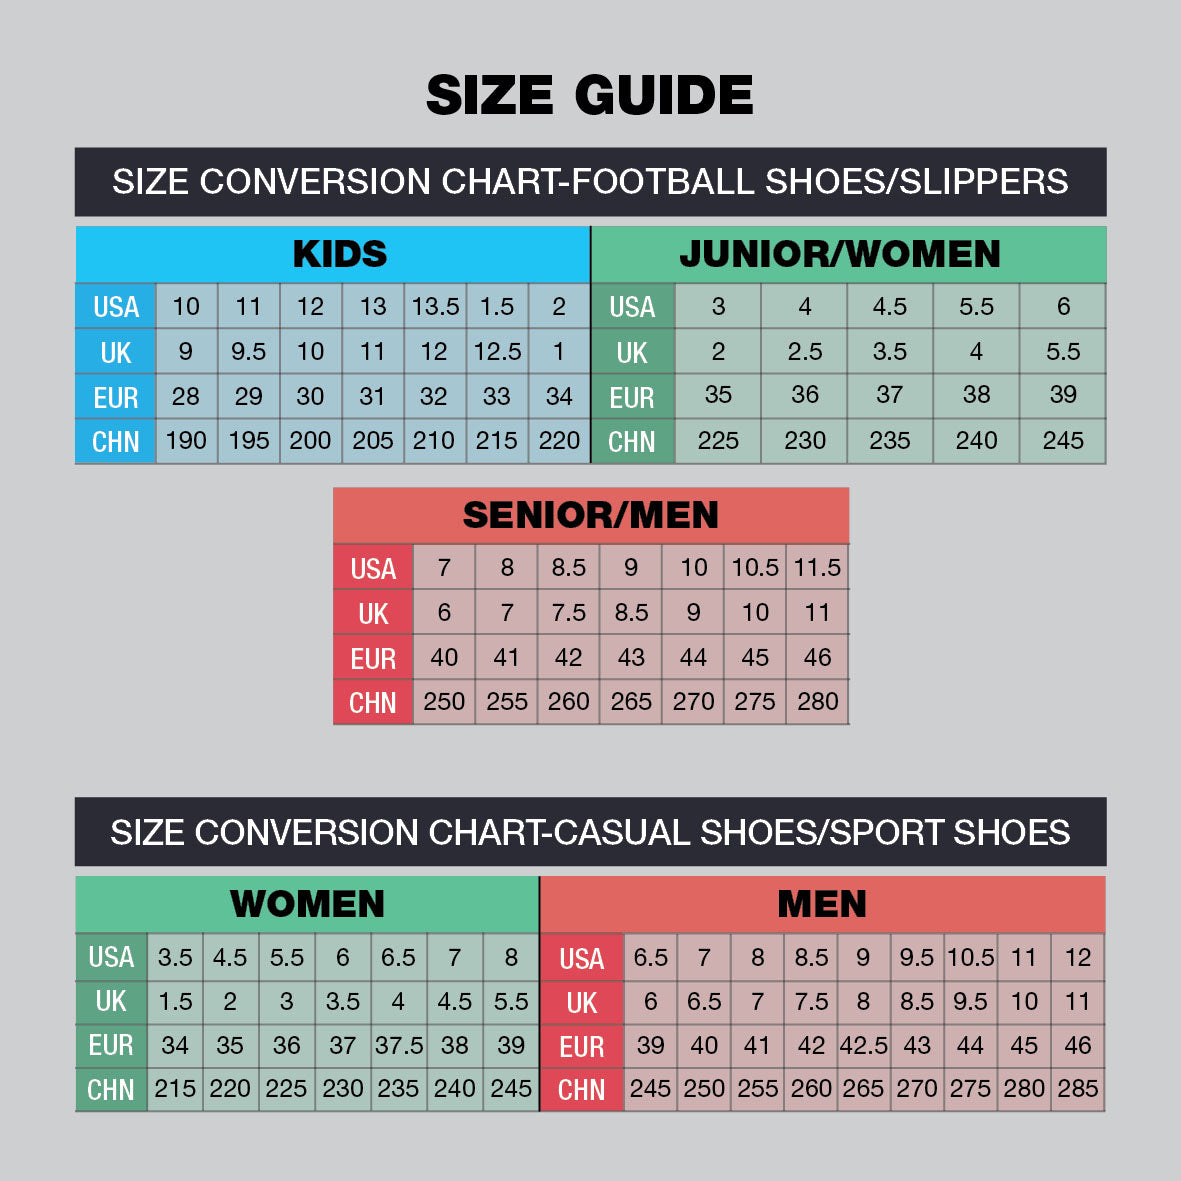 SIZE GUIDE
SIZE CONVERSION CHART-FOOTBALL SHOES/SLIPPERS
KIDS
USA 10 11 12 13 13.5 1.5 2
UK 9 9.5 10 11 12 12.5 1
EUR 28 29 30 31 32 33 34
CHN 190 195 200 205 210 215 220
JUNIOR/WOMEN
USA 3 4 4.5 5.5 6
UK 2 2.5 3.5 4 5.5
EUR 35 36 37 38 39
CHN 225 230 235 240 245
SENIOR/MEN
USA 7 8 8.5 9 10 10.5 11.5
UK 6 7 7.5 8.5 9 10 11
EUR 40 41 42 43 44 45 46
CHN 250 255 260 265 270 275 280
SIZE CONVERSION CHART-CASUAL SHOES/SPORT SHOES
WOMEN
USA 3.5 4.5 5.5 6 6.5 7 8
UK 1.5 2 3 3.5 4 4.5 5.5
EUR 34 35 36 37 37.5 38 39
CHN 215 220 225 230 235 240 245
MEN
USA 6.5 7 8 8.5 9 9.5 10.5 11 12
UK 6 6.5 7 7.5 8 8.5 9.5 10 11
EUR 39 40 41 42 42.5 43 44 45 46
CHN 245 250 255 260 265 270 275 280 285